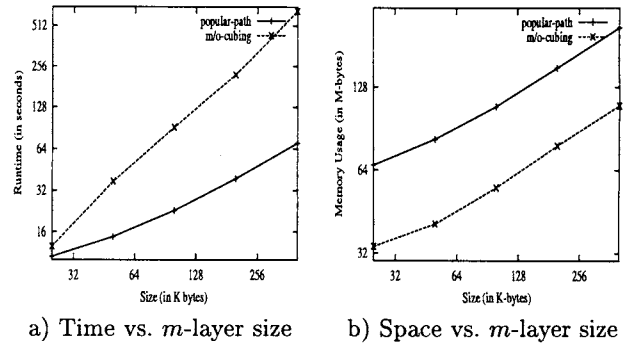 popular-path
m/o-cubing
512
256
128
64
32
16
Runtime (in seconds)
32
64
128
256
Size (in K bytes)
a) Time vs. m-layer size
popular-path
m/o-cubing
128
64
32
Memory Usage (in M-bytes)
32
64
128
256
Size (in K-bytes)
b) Space vs. m-layer size